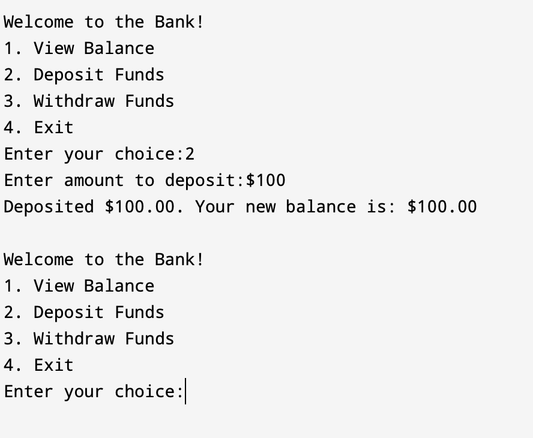 Welcome to the Bank!
1. View Balance
2. Deposit Funds
3. Withdraw Funds
4. Exit
Enter your choice:2
Enter amount to deposit:$100
Deposited $100.00. Your new balance is: $100.00
Welcome to the Bank!
1. View Balance
2. Deposit Funds
3. Withdraw Funds
4. Exit
Enter your choice: